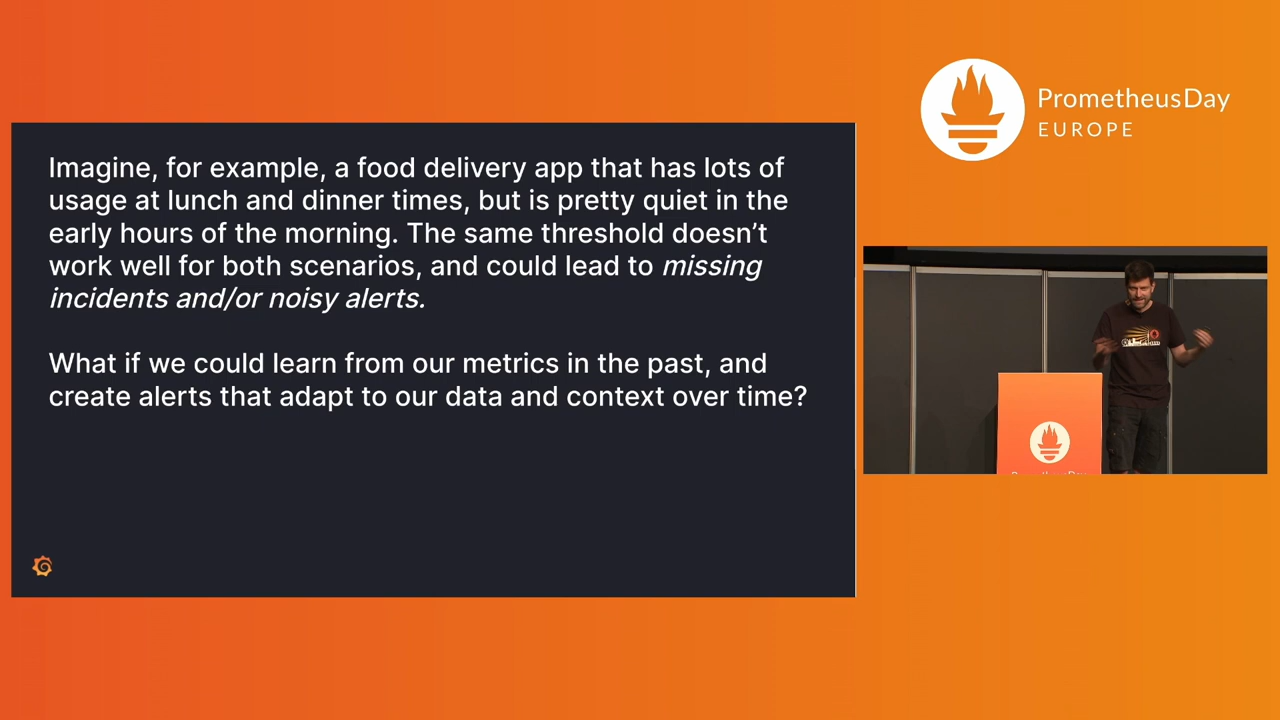 Imagine, for example, a food delivery app that has lots of
usage at lunch and dinner times, but is pretty quiet in the
early hours of the morning. The same threshold doesn’t
work well for both scenarios, and could lead to missing
incidents and/or noisy alerts.
What if we could learn from our metrics in the past, and
create alerts that adapt to our data and context over time?
PrometheusDay
EUROPE